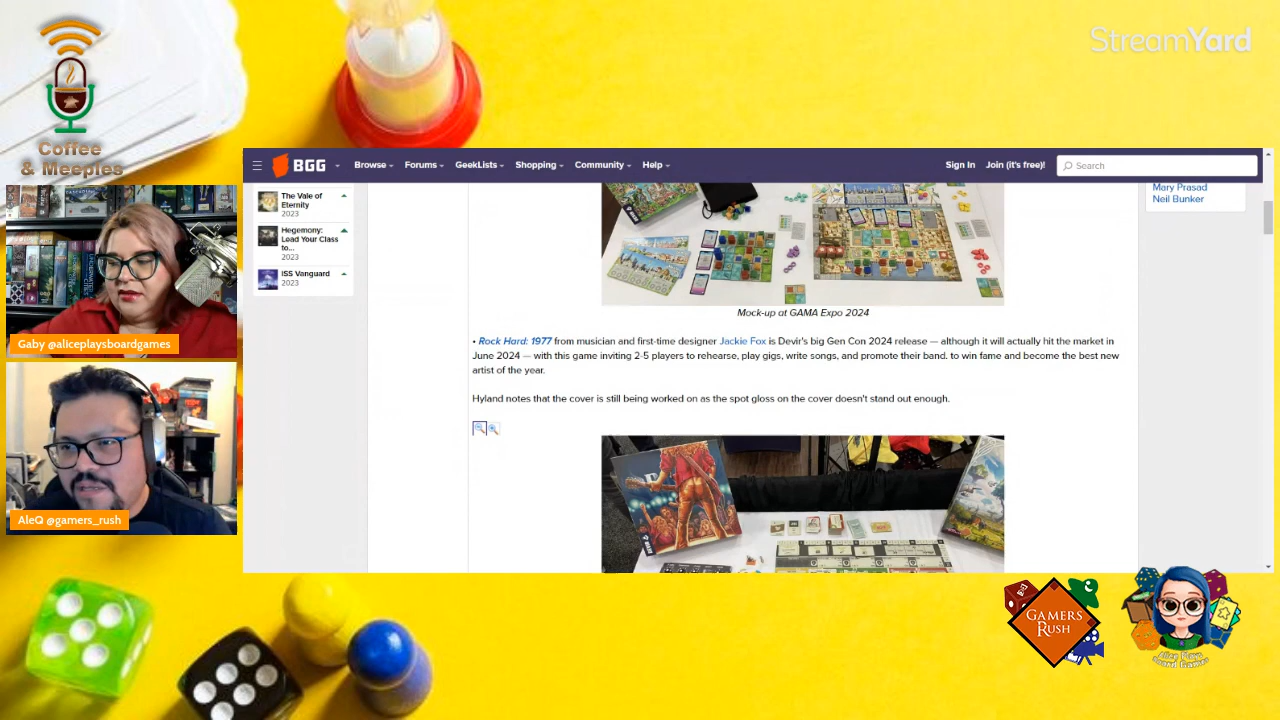 Coffee
& Meeples
StreamYard
BGG
Browse
Forums
GeekLists
Shopping
Community
Help
Sign In
Join (it's free!)
Search
The Vale of
Eternity
2023
Hegemony:
Lead Your Class
to...
2023
ISS Vanguard
2023
Mary Prasad
Neil Bunker
Mock-up at GAMA Expo 2024
• Rock Hard: 1977 from musician and first-time designer Jackie Fox is Devir's big Gen Con 2024 release — although it will actually hit the market in
June 2024 — with this game inviting 2-5 players to rehearse, play gigs, write songs, and promote their band. to win fame and become the best new
artist of the year.
Hyland notes that the cover is still being worked on as the spot gloss on the cover doesn't stand out enough.
Gaby @aliceplaysboardgames
AleQ @gamers_rush
GAMERS
RUSH
Alice Plays
Board Games